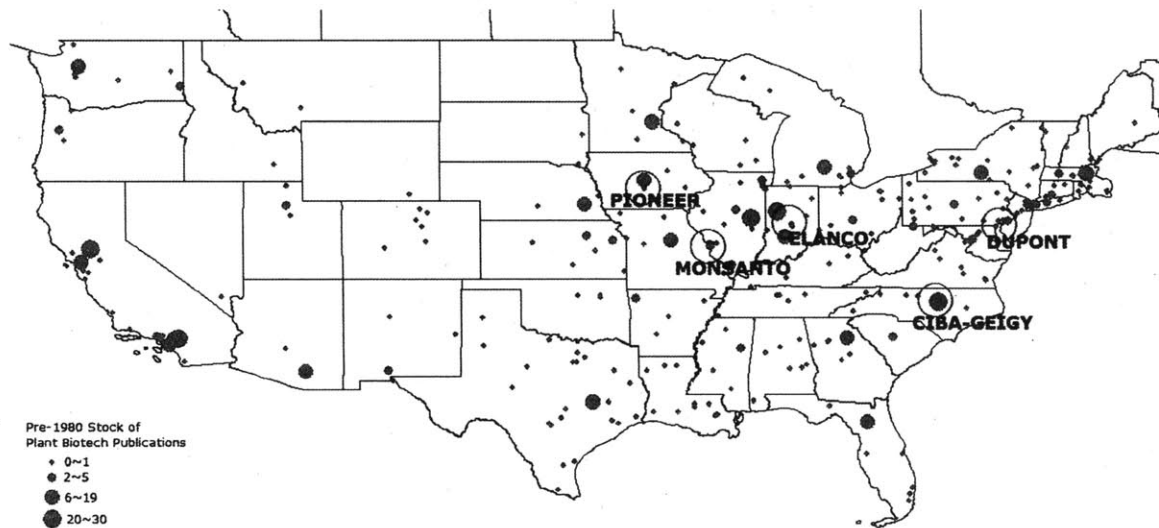 PIONEER
ELANCO
DUPONT
MONSANTO
CIBA-GEIGY
Pre-1980 Stock of
Plant Biotech Publications
0~1
2~5
6~19
20~30